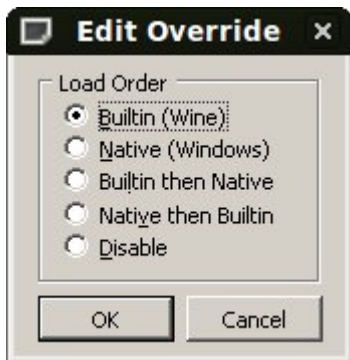 Edit Override
Load Order
Builtin (Wine)
Native (Windows)
Builtin then Native
Native then Builtin
Disable
OK Cancel